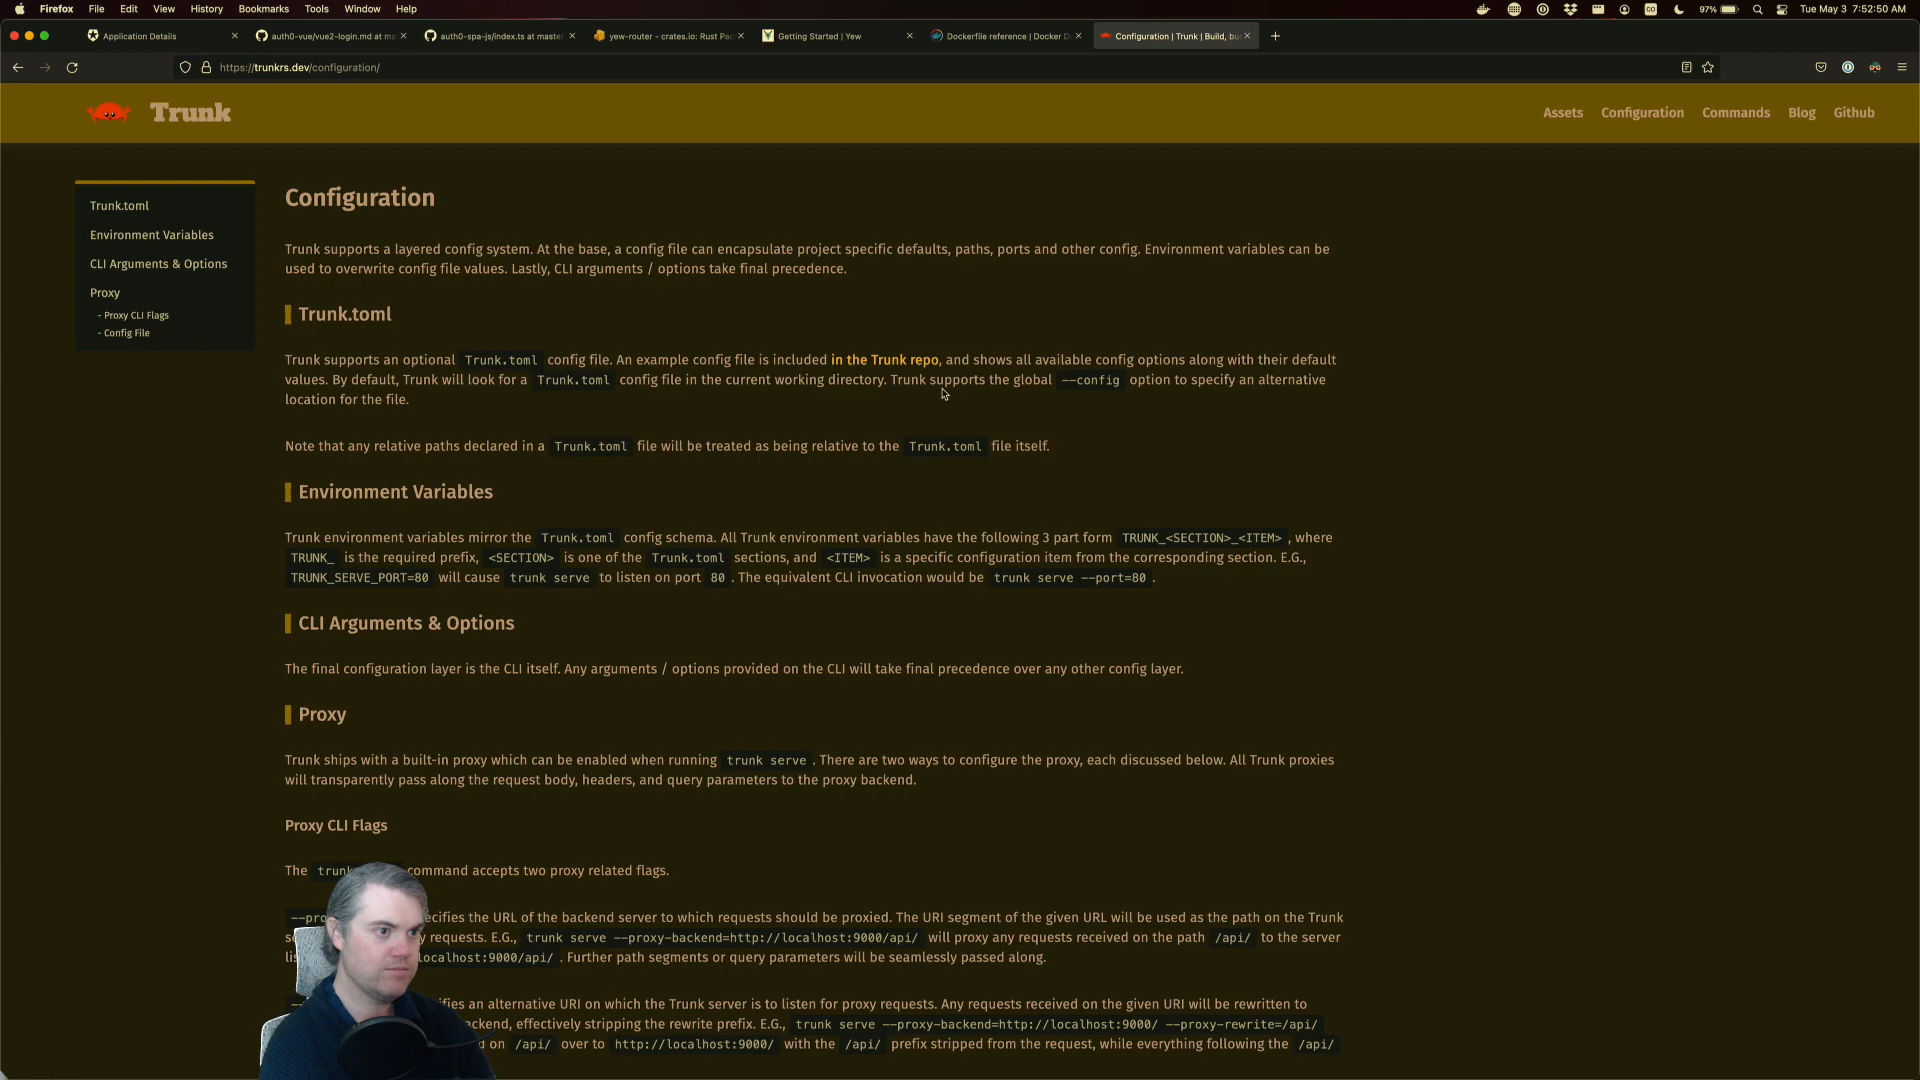 Firefox File Edit View History Bookmarks Tools Window Help
97% Tue May 3 7:52:50 AM
Application Details
auth0-vue/vue2-login.md at ma
auth0-spa-js/index.ts at master
yew-router - crates.io: Rust Pac
Getting Started | Yew
Dockerfile reference | Docker D
Configuration | Trunk | Build, bu
https://trunkrs.dev/configuration/
Trunk
Assets Configuration Commands Blog Github
Trunk.toml
Environment Variables
CLI Arguments & Options
Proxy
- Proxy CLI Flags
- Config File
Configuration
Trunk supports a layered config system. At the base, a config file can encapsulate project specific defaults, paths, ports and other config. Environment variables can be
used to overwrite config file values. Lastly, CLI arguments / options take final precedence.
Trunk.toml
Trunk supports an optional Trunk.toml config file. An example config file is included in the Trunk repo, and shows all available config options along with their default
values. By default, Trunk will look for a Trunk.toml config file in the current working directory. Trunk supports the global --config option to specify an alternative
location for the file.
Note that any relative paths declared in a Trunk.toml file will be treated as being relative to the Trunk.toml file itself.
Environment Variables
Trunk environment variables mirror the Trunk.toml config schema. All Trunk environment variables have the following 3 part form TRUNK_<SECTION>_<ITEM>, where
TRUNK_ is the required prefix, <SECTION> is one of the Trunk.toml sections, and <ITEM> is a specific configuration item from the corresponding section. E.g.,
TRUNK_SERVE_PORT=80 will cause trunk serve to listen on port 80. The equivalent CLI invocation would be trunk serve --port=80.
CLI Arguments & Options
The final configuration layer is the CLI itself. Any arguments / options provided on the CLI will take final precedence over any other config layer.
Proxy
Trunk ships with a built-in proxy which can be enabled when running trunk serve. There are two ways to configure the proxy, each discussed below. All Trunk proxies
will transparently pass along the request body, headers, and query parameters to the proxy backend.
Proxy CLI Flags
The trunk command accepts two proxy related flags.
--pro ecifies the URL of the backend server to which requests should be proxied. The URI segment of the given URL will be used as the path on the Trunk
y requests. E.G., trunk serve --proxy-backend=http://localhost:9000/api/ will proxy any requests received on the path /api/ to the server
localhost:9000/api/. Further path segments or query parameters will be seamlessly passed along.
ifies an alternative URI on which the Trunk server is to listen for proxy requests. Any requests received on the given URI will be rewritten to
ackend, effectively stripping the rewrite prefix. E.G., trunk serve --proxy-backend=http://localhost:9000/ --proxy-rewrite=/api/
d on /api/ over to http://localhost:9000/ with the /api/ prefix stripped from the request, while everything following the /api/